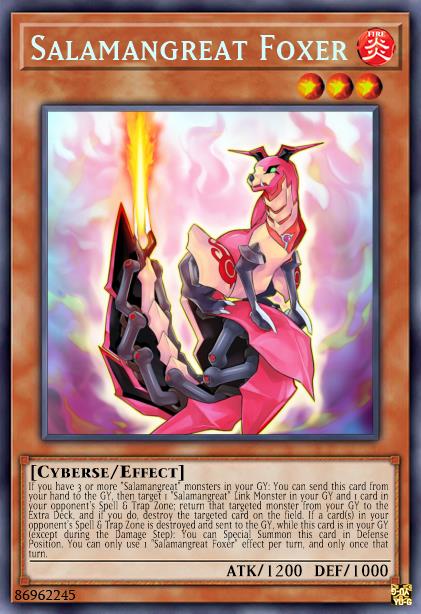 SALAMANGREAT FOXER
FIRE
炎
[CYBERSE/EFFECT]
If you have 3 or more "Salamangreat" monsters in your GY: You can send this card from
your hand to the GY, then target 1 "Salamangreat" Link Monster in your GY and 1 card in
your opponent's Spell & Trap Zone; return that targeted monster from your GY to the
Extra Deck, and if you do, destroy the targeted card on the field. If a card(s) in your
opponent's Spell & Trap Zone is destroyed and sent to the GY, while this card is in your GY
(except during the Damage Step): You can Special Summon this card in Defense
Position. You can only use 1 "Salamangreat Foxer" effect per turn, and only once that
turn.
ATK/1200 DEF/1000
86962245